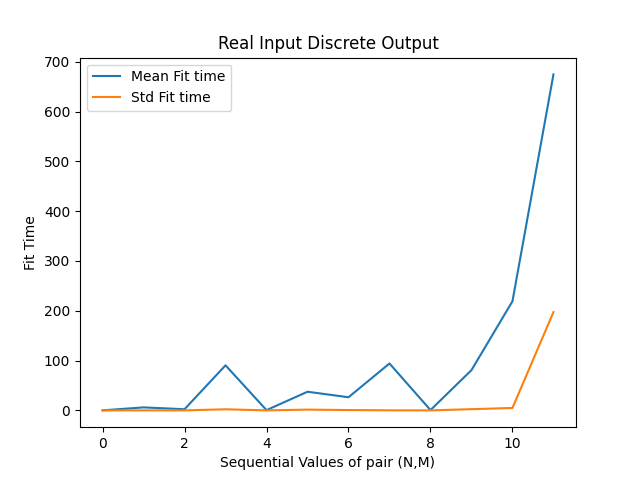 Real Input Discrete Output
Mean Fit time
Std Fit time
Fit Time
700
600
500
400
300
200
100
0
0 2 4 6 8 10
Sequential Values of pair (N,M)